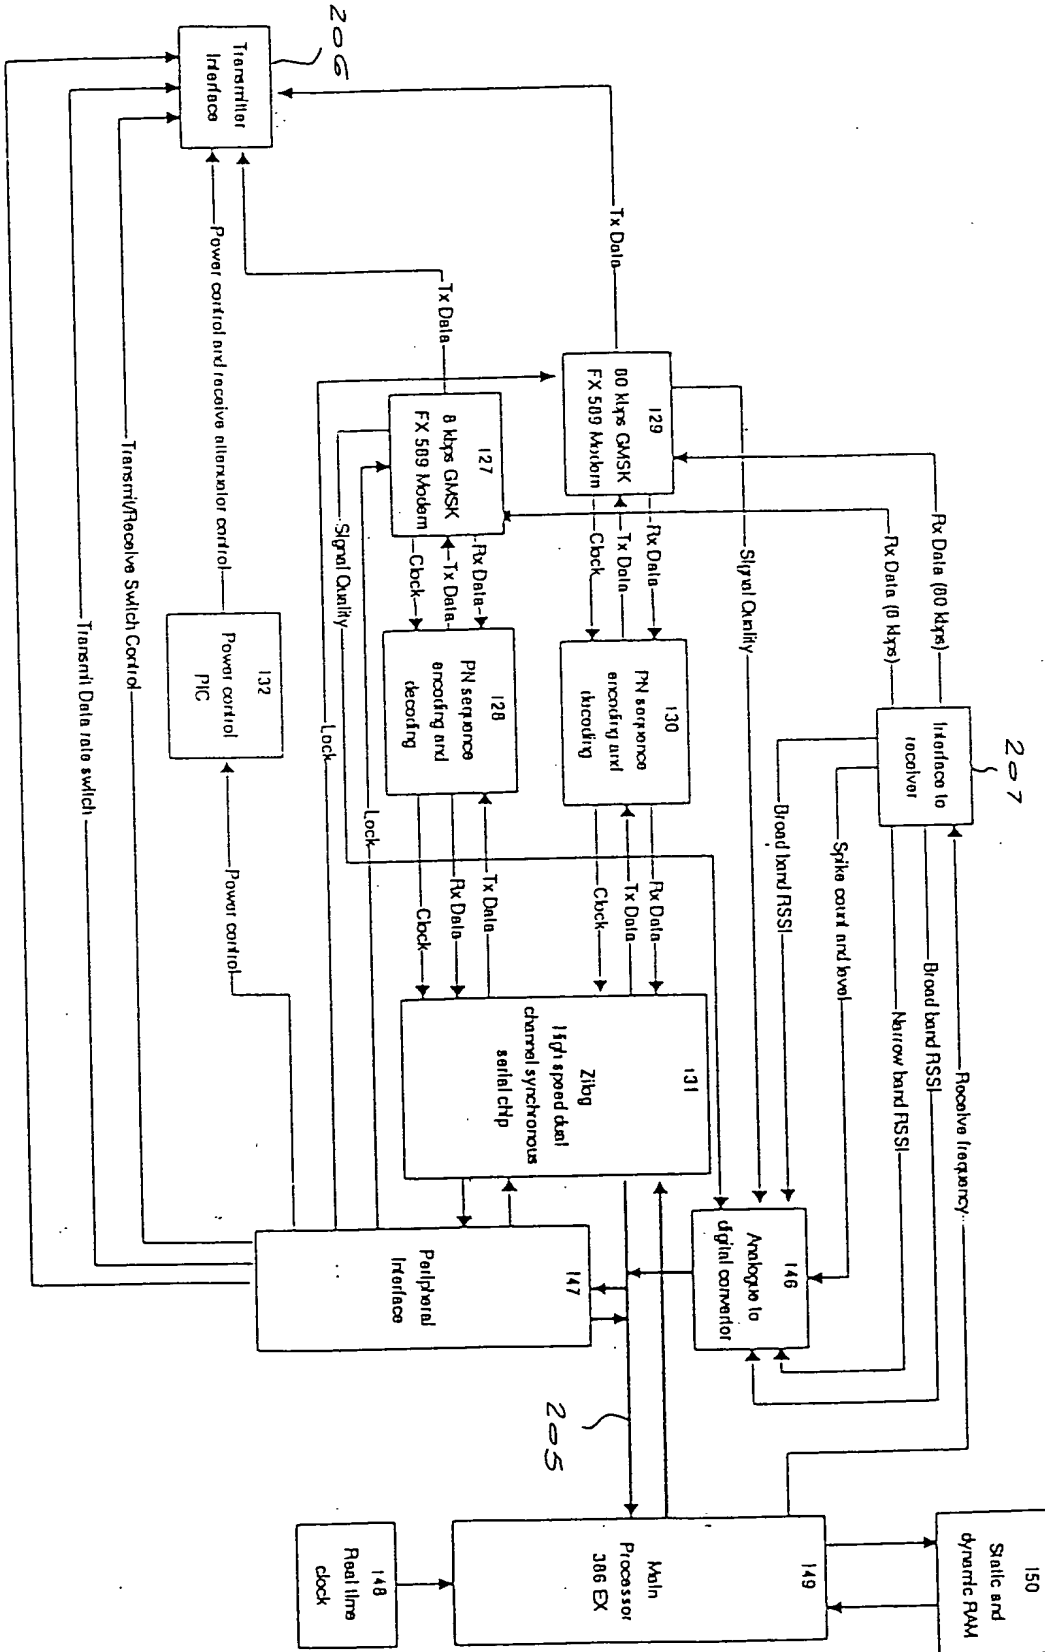 206
Transmitter
Interface
Tx Data
Tx Data
Power control and receive attenuator control
Transmit/Receive Switch Control
Transmit Data rate switch
129
80 kbps GMSK
FX 589 Modem
127
8 kbps GMSK
FX 589 Modem
Rx Data
Tx Data
Clock
Rx Data
Tx Data
Clock
Signal Quality
Signal Quality
Lock
Lock
Rx Data (80 kbps)
Rx Data (8 kbps)
207
Interface to
receiver
130
PN sequence
encoding and
decoding
128
PN sequence
encoding and
decoding
132
Power control
PIC
Power control
Rx Data
Tx Data
Clock
Tx Data
Rx Data
Clock
Receive frequency
Broad band RSSI
Narrow band RSSI
Spike count and level
Broad band RSSI
131
Zilog
High speed dual
channel synchronous
serial chip
146
Analogue to
digital convertor
147
Peripheral
Interface
205
150
Static and
dynamic RAM
149
Main
Processor
386 EX
148
Real time
clock